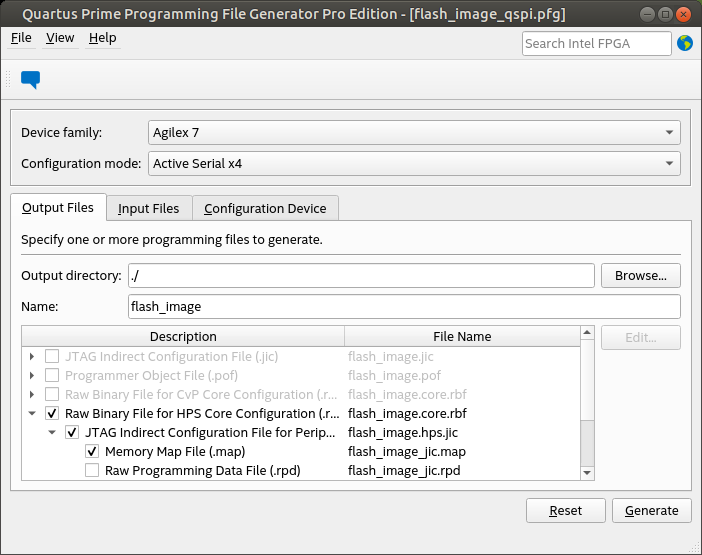 Quartus Prime Programming File Generator Pro Edition - [flash_image_qspi.pfg]
File View Help Search Intel FPGA
Device family: Agilex 7
Configuration mode: Active Serial x4
Output Files Input Files Configuration Device
Specify one or more programming files to generate.
Output directory: ./ Browse...
Name: flash_image
Description File Name Edit...
JTAG Indirect Configuration File (.jic) flash_image.jic
Programmer Object File (.pof) flash_image.pof
Raw Binary File for CvP Core Configuration (.r... flash_image.core.rbf
Raw Binary File for HPS Core Configuration (.r... flash_image.core.rbf
JTAG Indirect Configuration File for Perip... flash_image.hps.jic
Memory Map File (.map) flash_image_jic.map
Raw Programming Data File (.rpd) flash_image_jic.rpd
Reset Generate